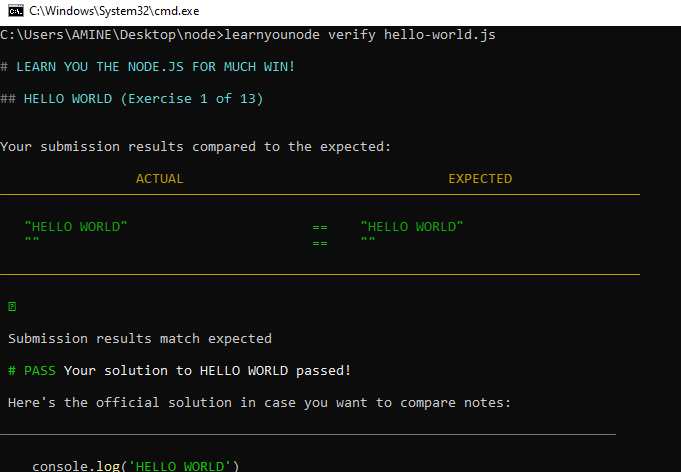 C:\Windows\System32\cmd.exe
C:\Users\AMINE\Desktop\node>learnyounode verify hello-world.js
# LEARN YOU THE NODE.JS FOR MUCH WIN!
## HELLO WORLD (Exercise 1 of 13)
Your submission results compared to the expected:
ACTUAL EXPECTED
"HELLO WORLD" == "HELLO WORLD"
"" == ""
Submission results match expected
# PASS Your solution to HELLO WORLD passed!
Here's the official solution in case you want to compare notes:
console.log('HELLO WORLD')